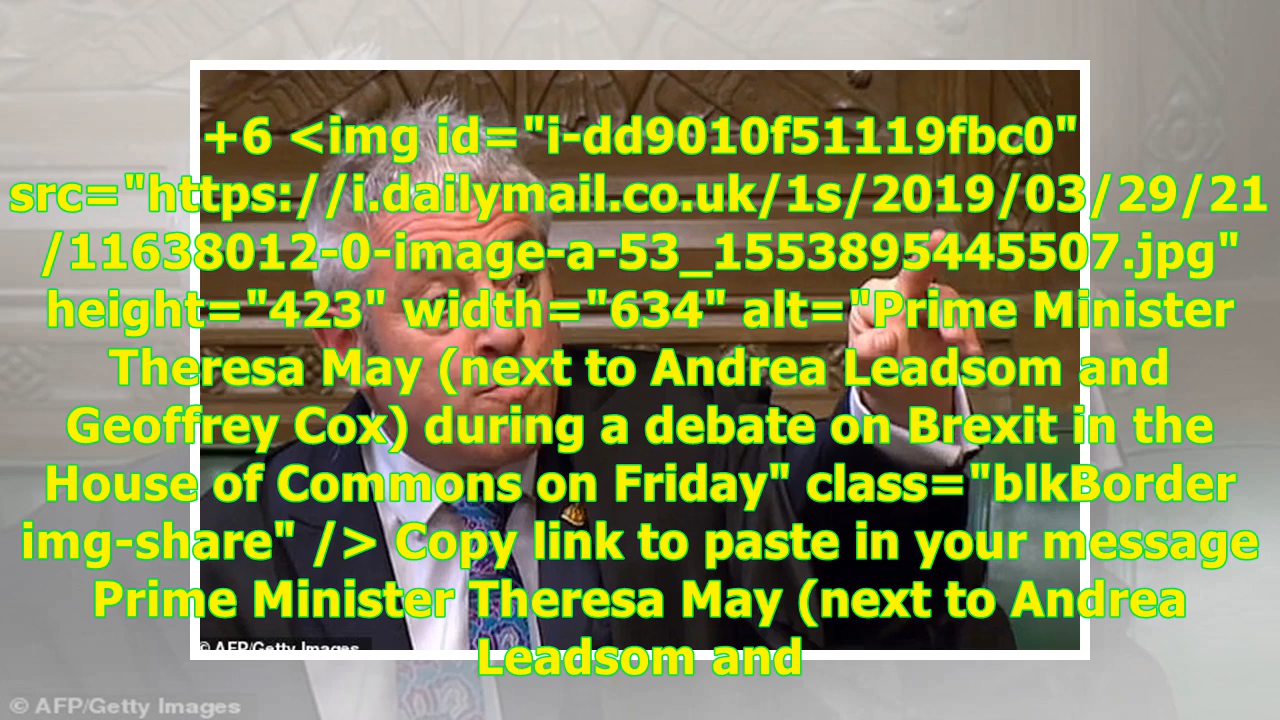 +6 <img id="i-dd9010f51119fbc0"
src="https://i.dailymail.co.uk/1s/2019/03/29/21
/11638012-0-image-a-53_1553895445507.jpg"
height="423" width="634" alt="Prime Minister
Theresa May (next to Andrea Leadsom and
Geoffrey Cox) during a debate on Brexit in the
House of Commons on Friday" class="blkBorder
img-share" /> Copy link to paste in your message
Prime Minister Theresa May (next to Andrea
Leadsom and
© AFP/Getty Images
© AFP/Getty Images